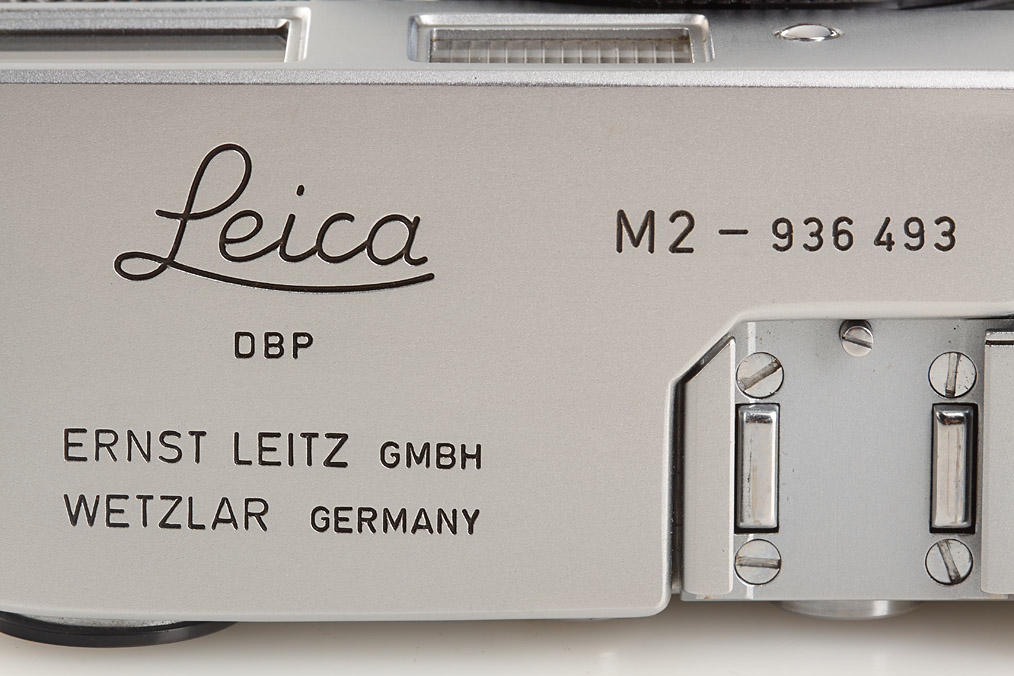 Leica
M2 - 936 493
DBP
ERNST LEITZ GMBH
WETZLAR GERMANY